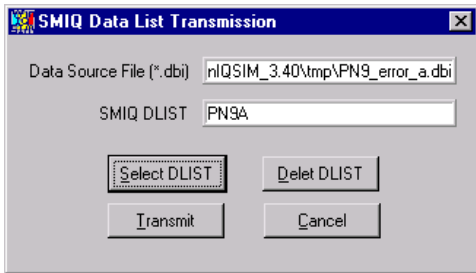 SMIQ Data List Transmission
Data Source File (*.dbi) nIQSIM_3.40\tmp\PN9_error_a.dbi
SMIQ DLIST PN9A
Select DLIST Delet DLIST
Transmit Cancel